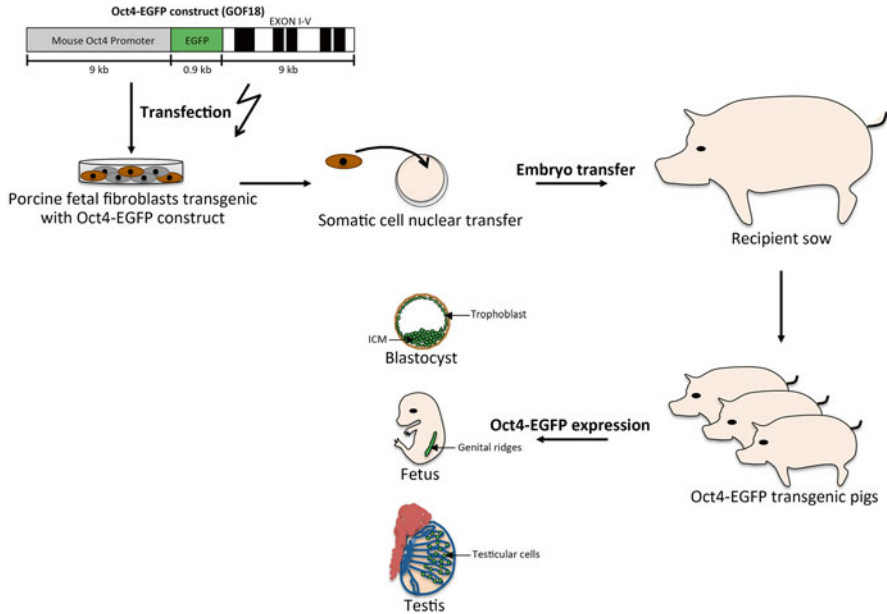 Oct4-EGFP construct (GOF18)
EXON I-V
Mouse Oct4 Promoter
EGFP
9 kb
0.9 kb
9 kb
Transfection
Porcine fetal fibroblasts transgenic
with Oct4-EGFP construct
Somatic cell nuclear transfer
Embryo transfer
Recipient sow
Trophoblast
ICM
Blastocyst
Oct4-EGFP expression
Genital ridges
Fetus
Oct4-EGFP transgenic pigs
Testicular cells
Testis